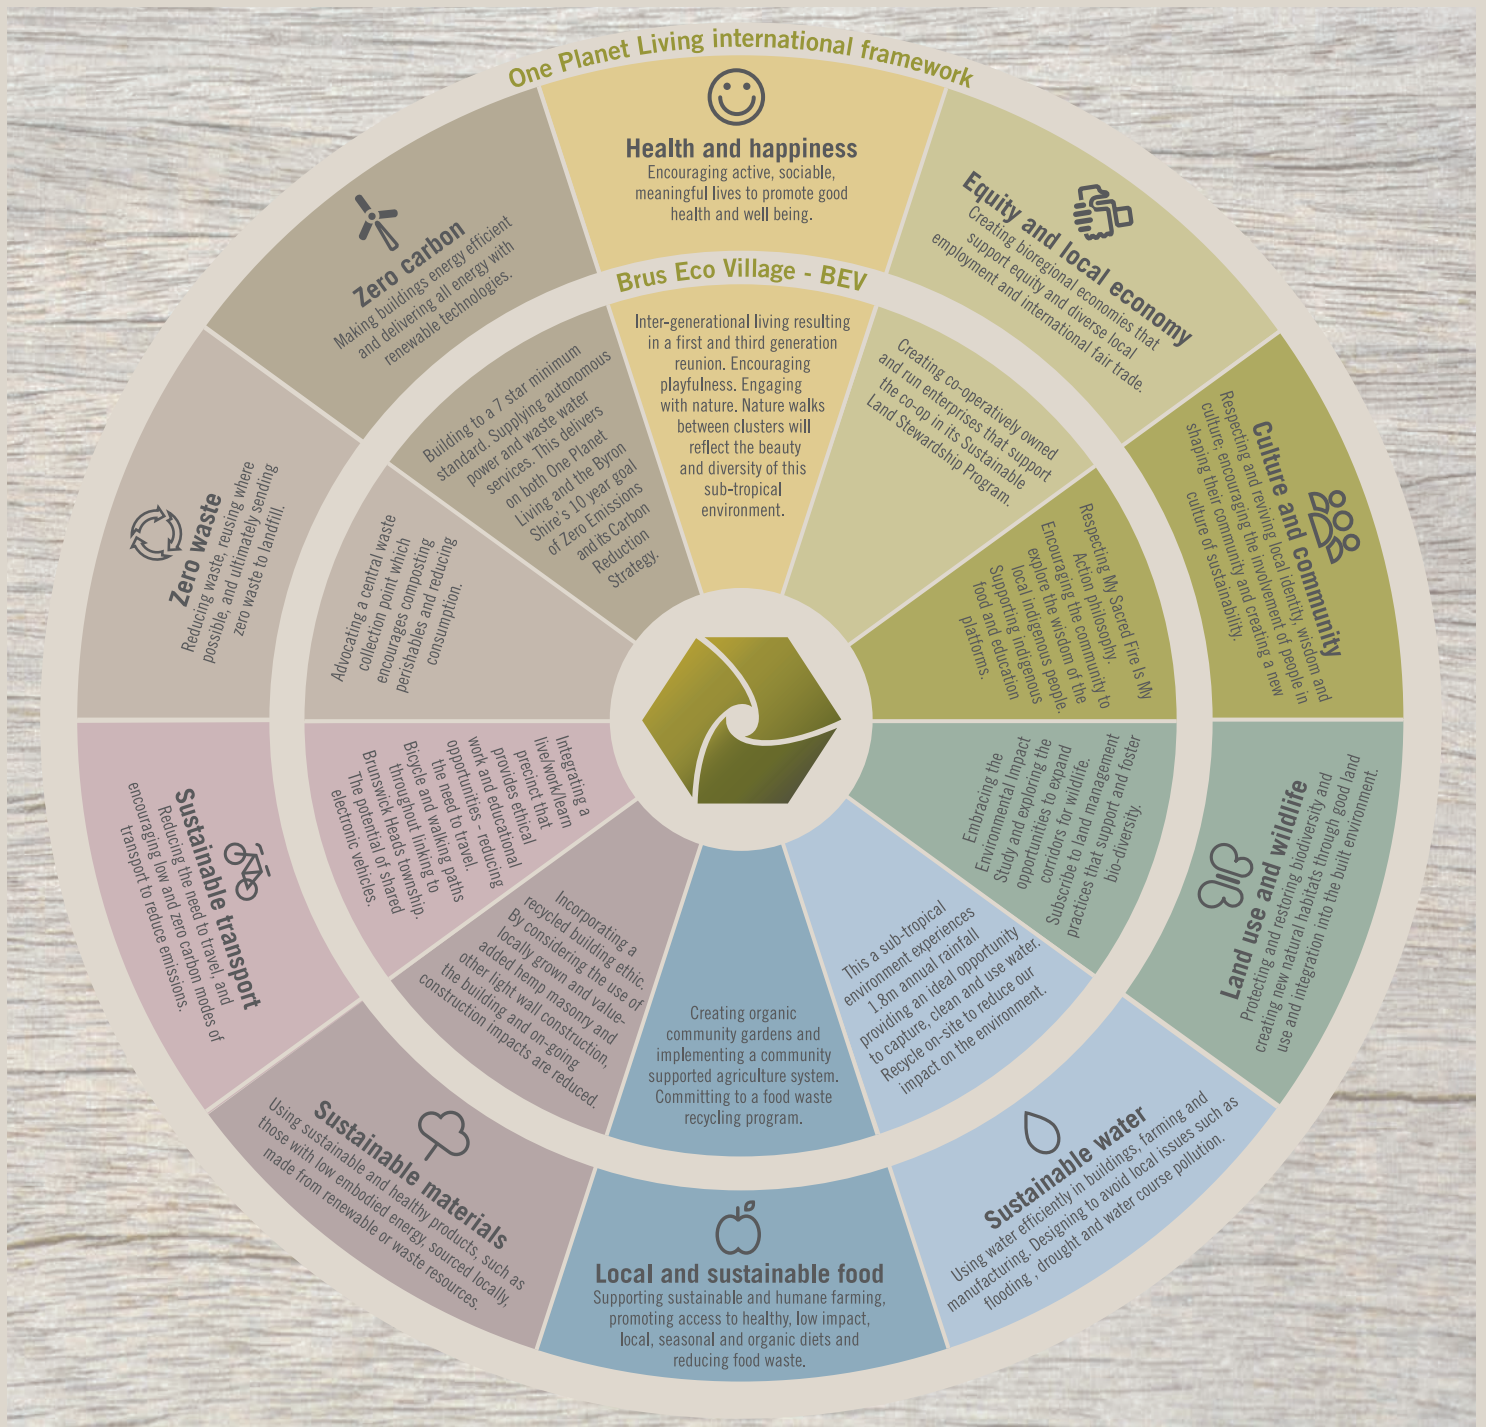 One Planet Living international framework
Health and happiness
Encouraging active, sociable,
meaningful lives to promote good
health and well being.
Equity and local economy
Creating bioregional economies that
support equity and diverse local
employment and international fair trade.
Culture and community
Respecting and reviving local identity, wisdom and
culture; encouraging the involvement of people in
shaping their community and creating a new
culture of sustainability.
Land use and wildlife
Protecting and restoring biodiversity and
creating new natural habitats through good land
use and integration into the built environment.
Sustainable water
Using water efficiently in buildings, farming and
manufacturing. Designing to avoid local issues such as
flooding , drought and water course pollution.
Local and sustainable food
Supporting sustainable and humane farming,
promoting access to healthy, low impact,
local, seasonal and organic diets and
reducing food waste.
Sustainable materials
Using sustainable and healthy products, such as
those with low embodied energy, sourced locally,
made from renewable or waste resources.
Sustainable transport
Reducing the need to travel, and
encouraging low and zero carbon modes of
transport to reduce emissions.
Zero waste
Reducing waste, reusing where
possible, and ultimately sending
zero waste to landfill.
Zero carbon
Making buildings energy efficient
and delivering all energy with
renewable technologies.
Brus Eco Village - BEV
Inter-generational living resulting
in a first and third generation
reunion. Encouraging
playfulness. Engaging
with nature. Nature walks
between clusters will
reflect the beauty
and diversity of this
sub-tropical
environment.
Creating co-operatively owned
and run enterprises that support
the co-op in its Sustainable
Land Stewardship Program.
Respecting My Sacred Fire Is My
Action philosophy.
Encouraging the community to
explore the wisdom of the
local indigenous people.
Supporting indigenous
food and education
platforms.
Embracing the
Environmental Impact
Study and exploring the
opportunities to expand
corridors for wildlife.
Subscribe to land management
practices that support and foster
bio-diversity.
This a sub-tropical
environment experiences
1.8m annual rainfall
providing an ideal opportunity
to capture, clean and use water.
Recycle on-site to reduce our
impact on the environment.
Creating organic
community gardens and
implementing a community
supported agriculture system.
Committing to a food waste
recycling program.
Incorporating a
recycled building ethic.
By considering the use of
locally grown and value-
added hemp masonry and
other light wall construction,
the building and on-going
construction impacts are reduced.
Integrating a
live/work/learn
precinct that
provides ethical
work and educational
opportunities - reducing
the need to travel.
Bicycle and walking paths
throughout linking to
Brunswick Heads township.
The potential of shared
electronic vehicles.
Advocating a central waste
collection point which
encourages composting
perishables and reducing
consumption.
Building to a 7 star minimum
standard. Supplying autonomous
power and waste water
services. This delivers
on both One Planet
Living and the Byron
Shire's 10 year goal
of Zero Emissions
and its Carbon
Reduction
Strategy.